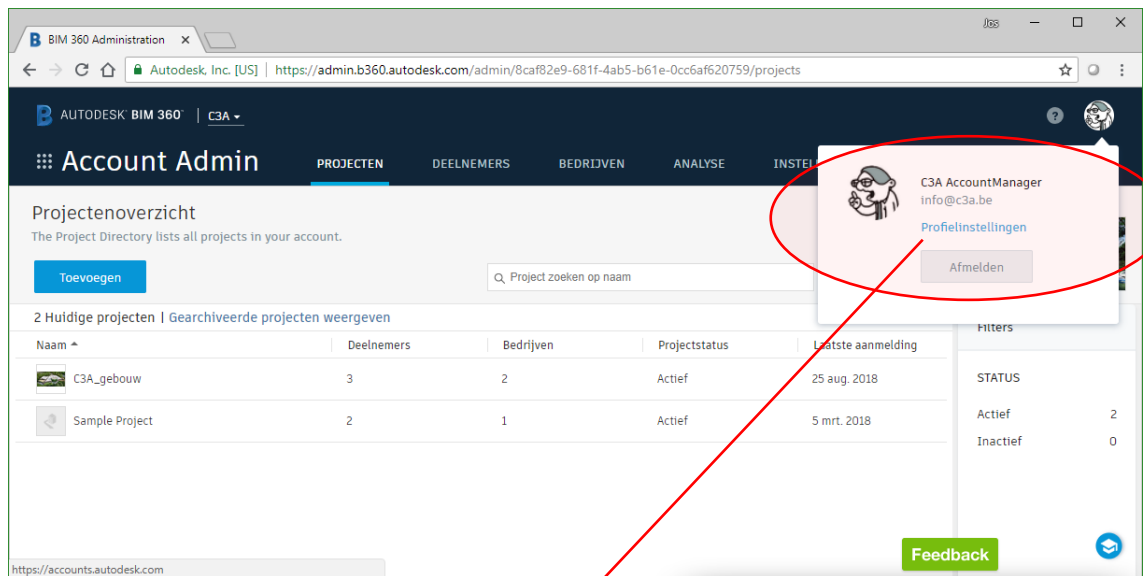 Jos
BIM 360 Administration
Autodesk, Inc. [US] | https://admin.b360.autodesk.com/admin/8caf82e9-681f-4ab5-b61e-0cc6af620759/projects
AUTODESK® BIM 360™ | C3A
?
Account Admin PROJECTEN DEELNEMERS BEDRIJVEN ANALYSE
C3A AccountManager
info@c3a.be
Profielinstellingen
Afmelden
Projectenoverzicht
The Project Directory lists all projects in your account.
Toevoegen Project zoeken op naam
2 Huidige projecten | Gearchiveerde projecten weergeven
Naam Deelnemers Bedrijven Projectstatus Laatste aanmelding
C3A_gebouw 3 2 Actief 25 aug. 2018
Sample Project 2 1 Actief 5 mrt. 2018
Filters
STATUS
Actief 2
Inactief 0
Feedback
https://accounts.autodesk.com